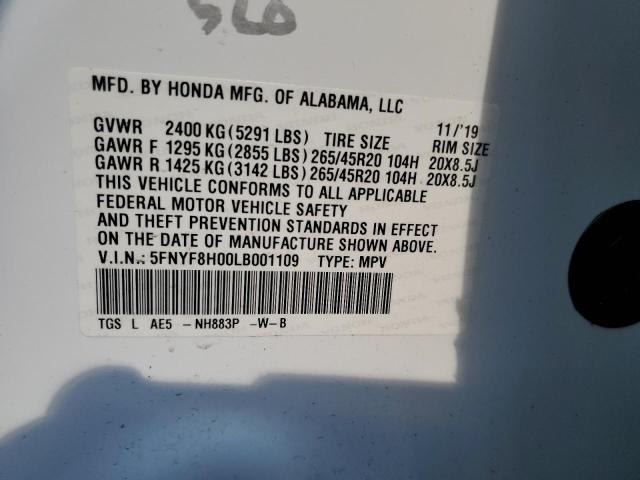 MFD. BY HONDA MFG. OF ALABAMA, LLC
11/'19
GVWR 2400 KG (5291 LBS) TIRE SIZE RIM SIZE
GAWR F 1295 KG (2855 LBS) 265/45R20 104H 20X8.5J
GAWR R 1425 KG (3142 LBS) 265/45R20 104H 20X8.5J
THIS VEHICLE CONFORMS TO ALL APPLICABLE
FEDERAL MOTOR VEHICLE SAFETY
AND THEFT PREVENTION STANDARDS IN EFFECT
ON THE DATE OF MANUFACTURE SHOWN ABOVE.
V.I.N.: 5FNYF8H00LB001109 TYPE: MPV
TGS L AE5 -NH883P -W-B